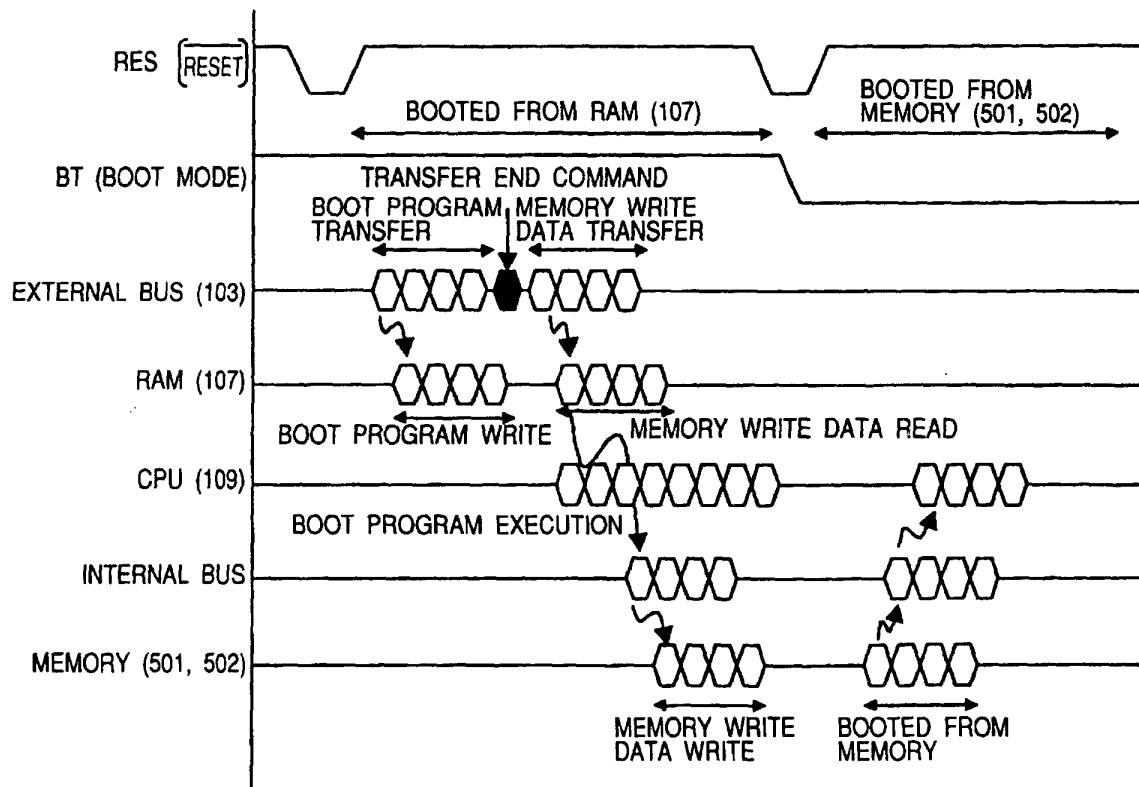 RES [RESET]
BOOTED FROM RAM (107)
BOOTED FROM
MEMORY (501, 502)
BT (BOOT MODE)
TRANSFER END COMMAND
BOOT PROGRAM
TRANSFER
MEMORY WRITE
DATA TRANSFER
EXTERNAL BUS (103)
RAM (107)
BOOT PROGRAM WRITE
MEMORY WRITE DATA READ
CPU (109)
BOOT PROGRAM EXECUTION
INTERNAL BUS
MEMORY (501, 502)
MEMORY WRITE
DATA WRITE
BOOTED FROM
MEMORY